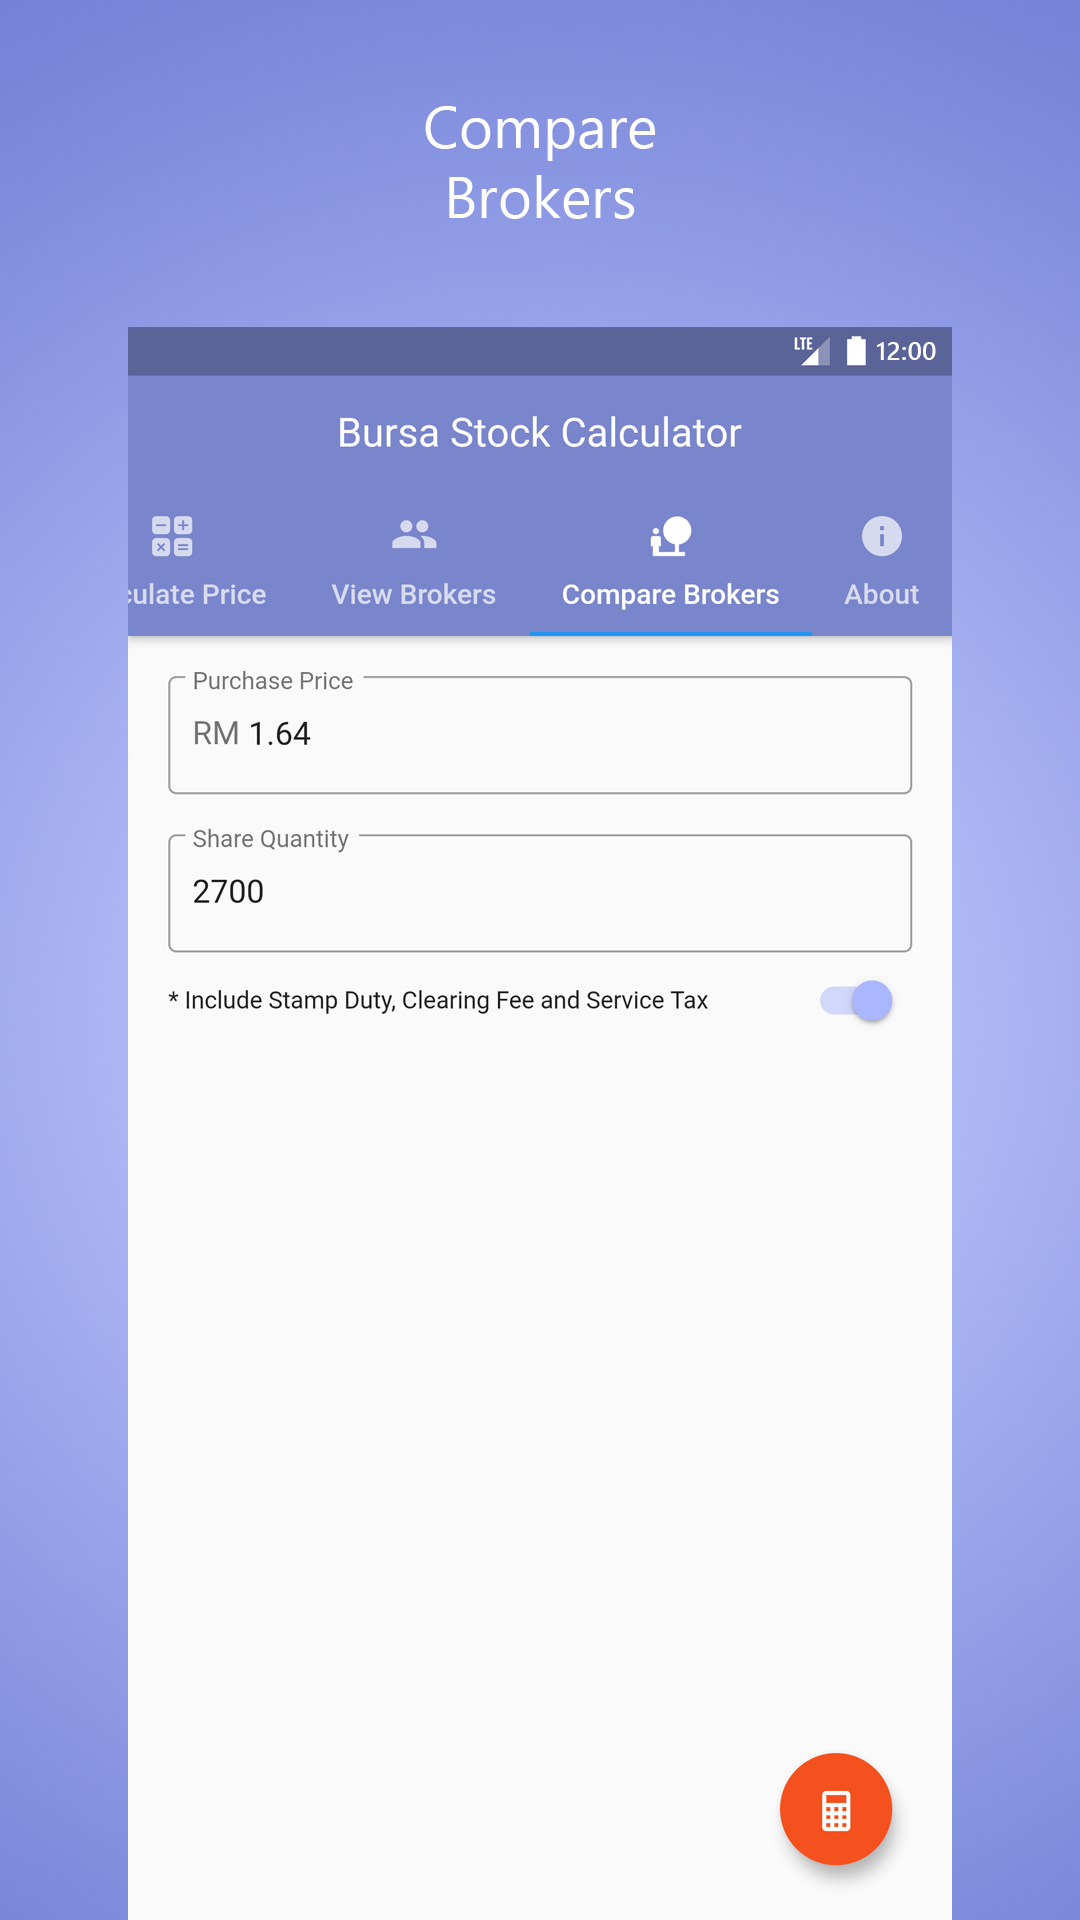 Compare
Brokers
LTE 12:00
Bursa Stock Calculator
culate Price View Brokers Compare Brokers About
Purchase Price
RM 1.64
Share Quantity
2700
* Include Stamp Duty, Clearing Fee and Service Tax